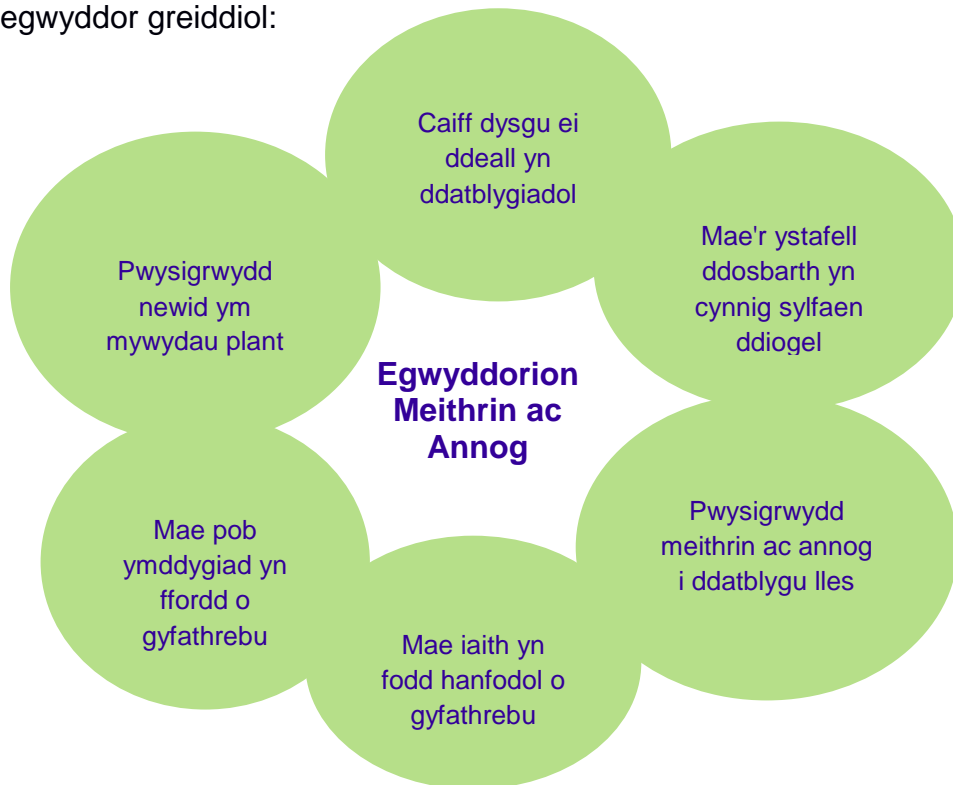 egwyddor greiddiol:
Caiff dysgu ei
ddeall yn
ddatblygiadol
Mae'r ystafell
ddosbarth yn
cynnig sylfaen
ddiogel
Pwysigrwydd
newid ym
mywydau plant
Egwyddorion
Meithrin ac
Annog
Pwysigrwydd
meithrin ac annog
i ddatblygu lles
Mae pob
ymddygiad yn
ffordd o
gyfathrebu
Mae iaith yn
fodd hanfodol o
gyfathrebu